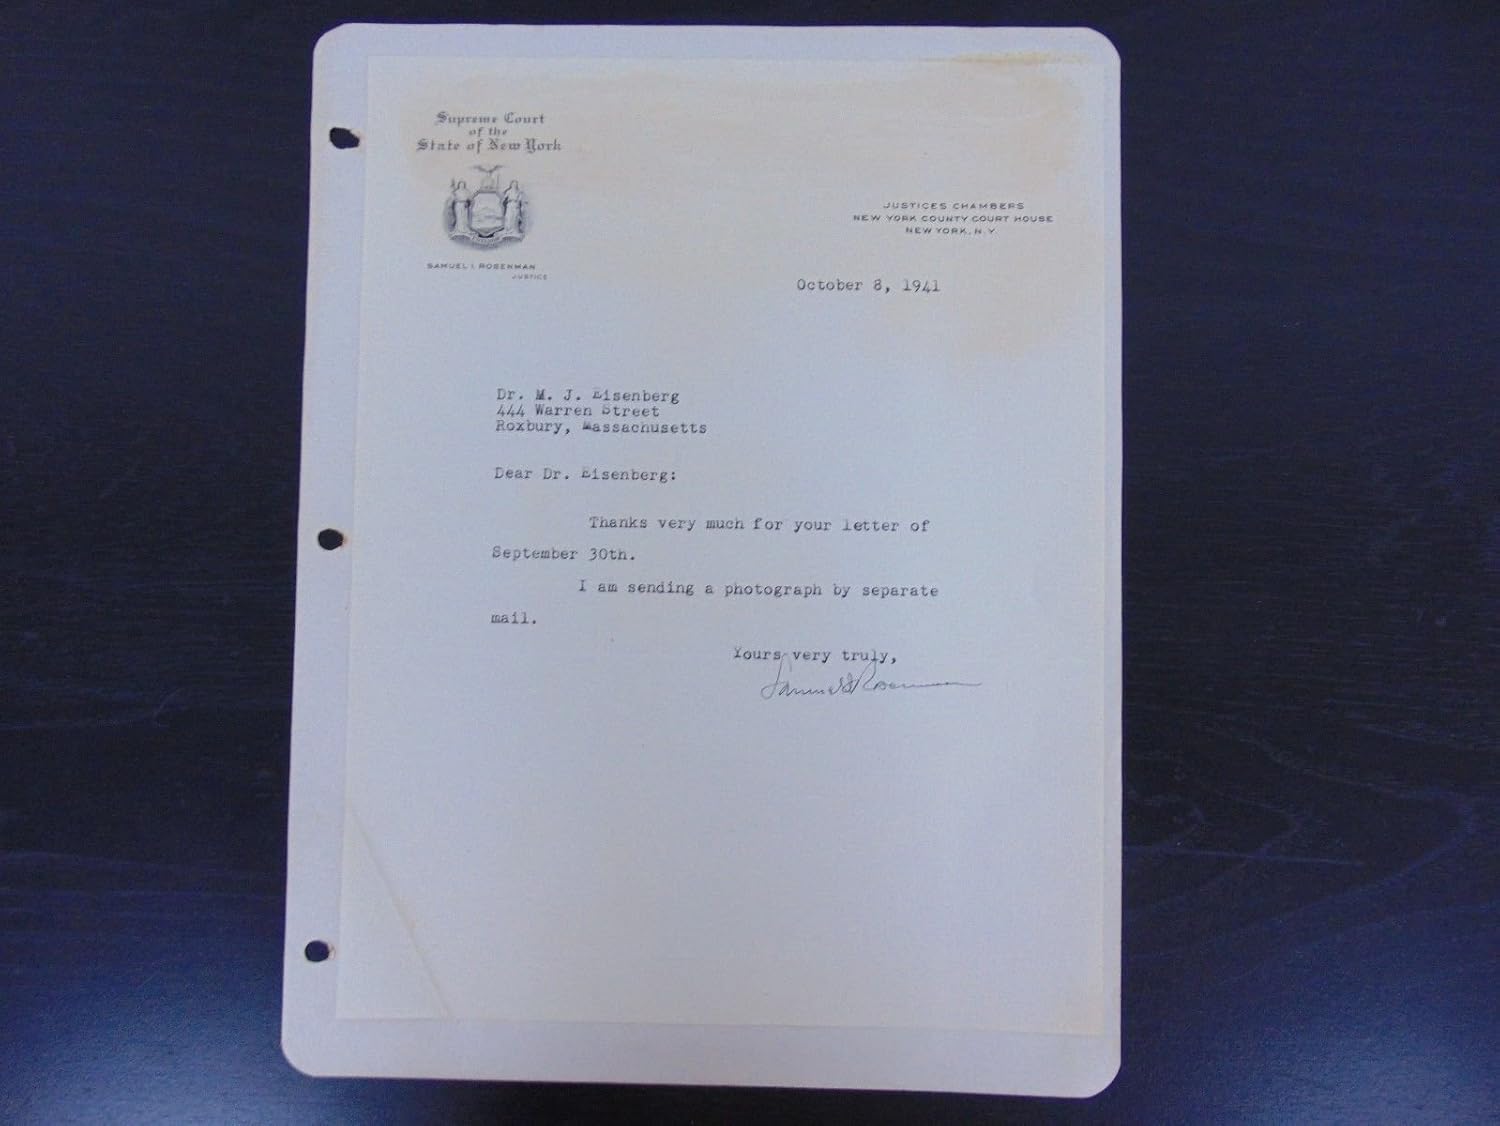 Supreme Court
of the
State of New York
SAMUEL I. ROSENMAN
JUSTICE
JUSTICES CHAMBERS
NEW YORK COUNTY COURT HOUSE
NEW YORK, N.Y.
October 8, 1941
Dr. M. J. Eisenberg
444 Warren Street
Roxbury, Massachusetts
Dear Dr. Eisenberg:
Thanks very much for your letter of
September 30th.
I am sending a photograph by separate
mail.
Yours very truly,
Samuel I Rosenman